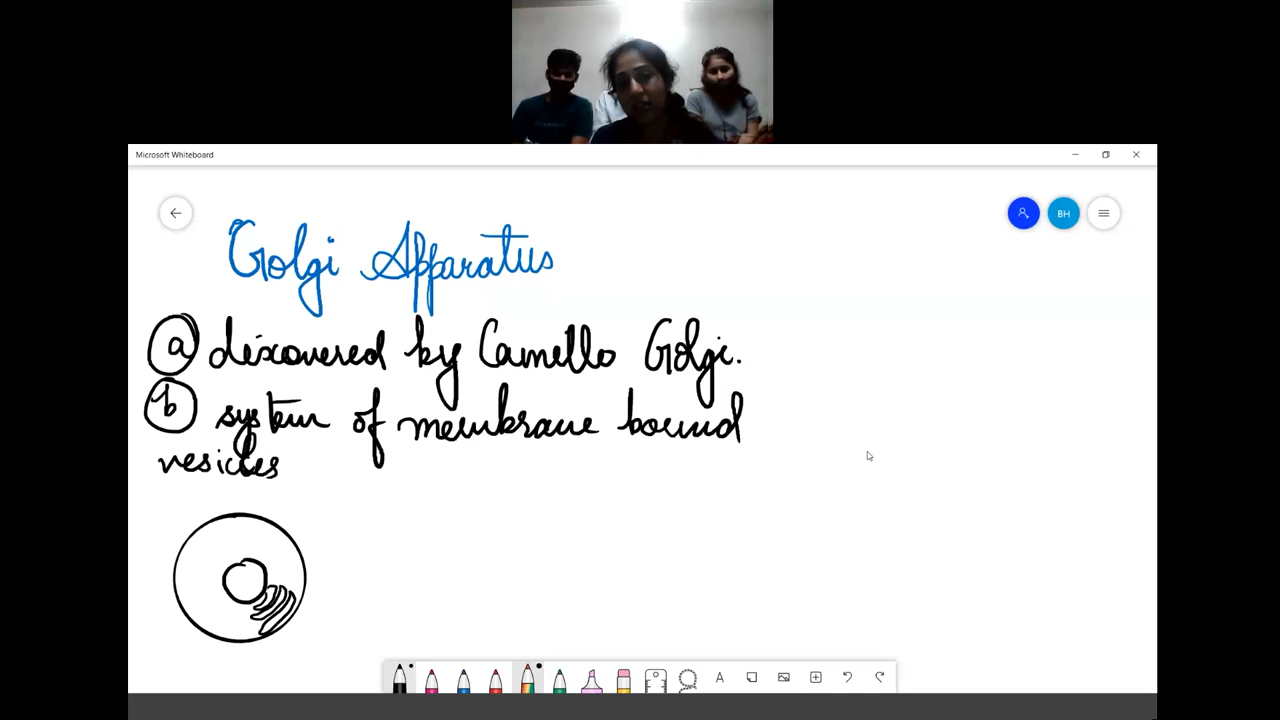 Microsoft Whiteboard
BH
Golgi Apparatus
a discovered by Camello Golgi.
b system of membrane bound
vesicles
A